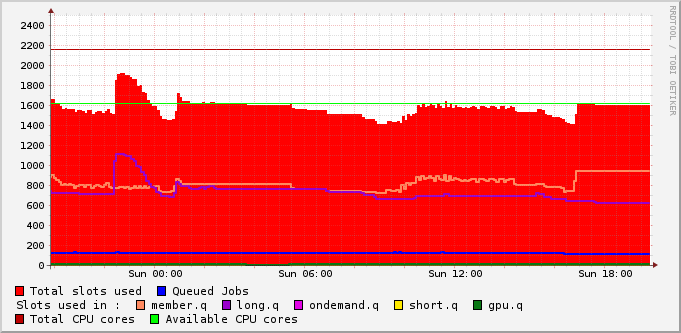 RRDTOOL / TOBI OETIKER
2400
2200
2000
1800
1600
1400
1200
1000
800
600
400
200
0
Sun 00:00 Sun 06:00 Sun 12:00 Sun 18:00
Total slots used Queued Jobs
Slots used in : member.q long.q ondemand.q short.q gpu.q
Total CPU cores Available CPU cores